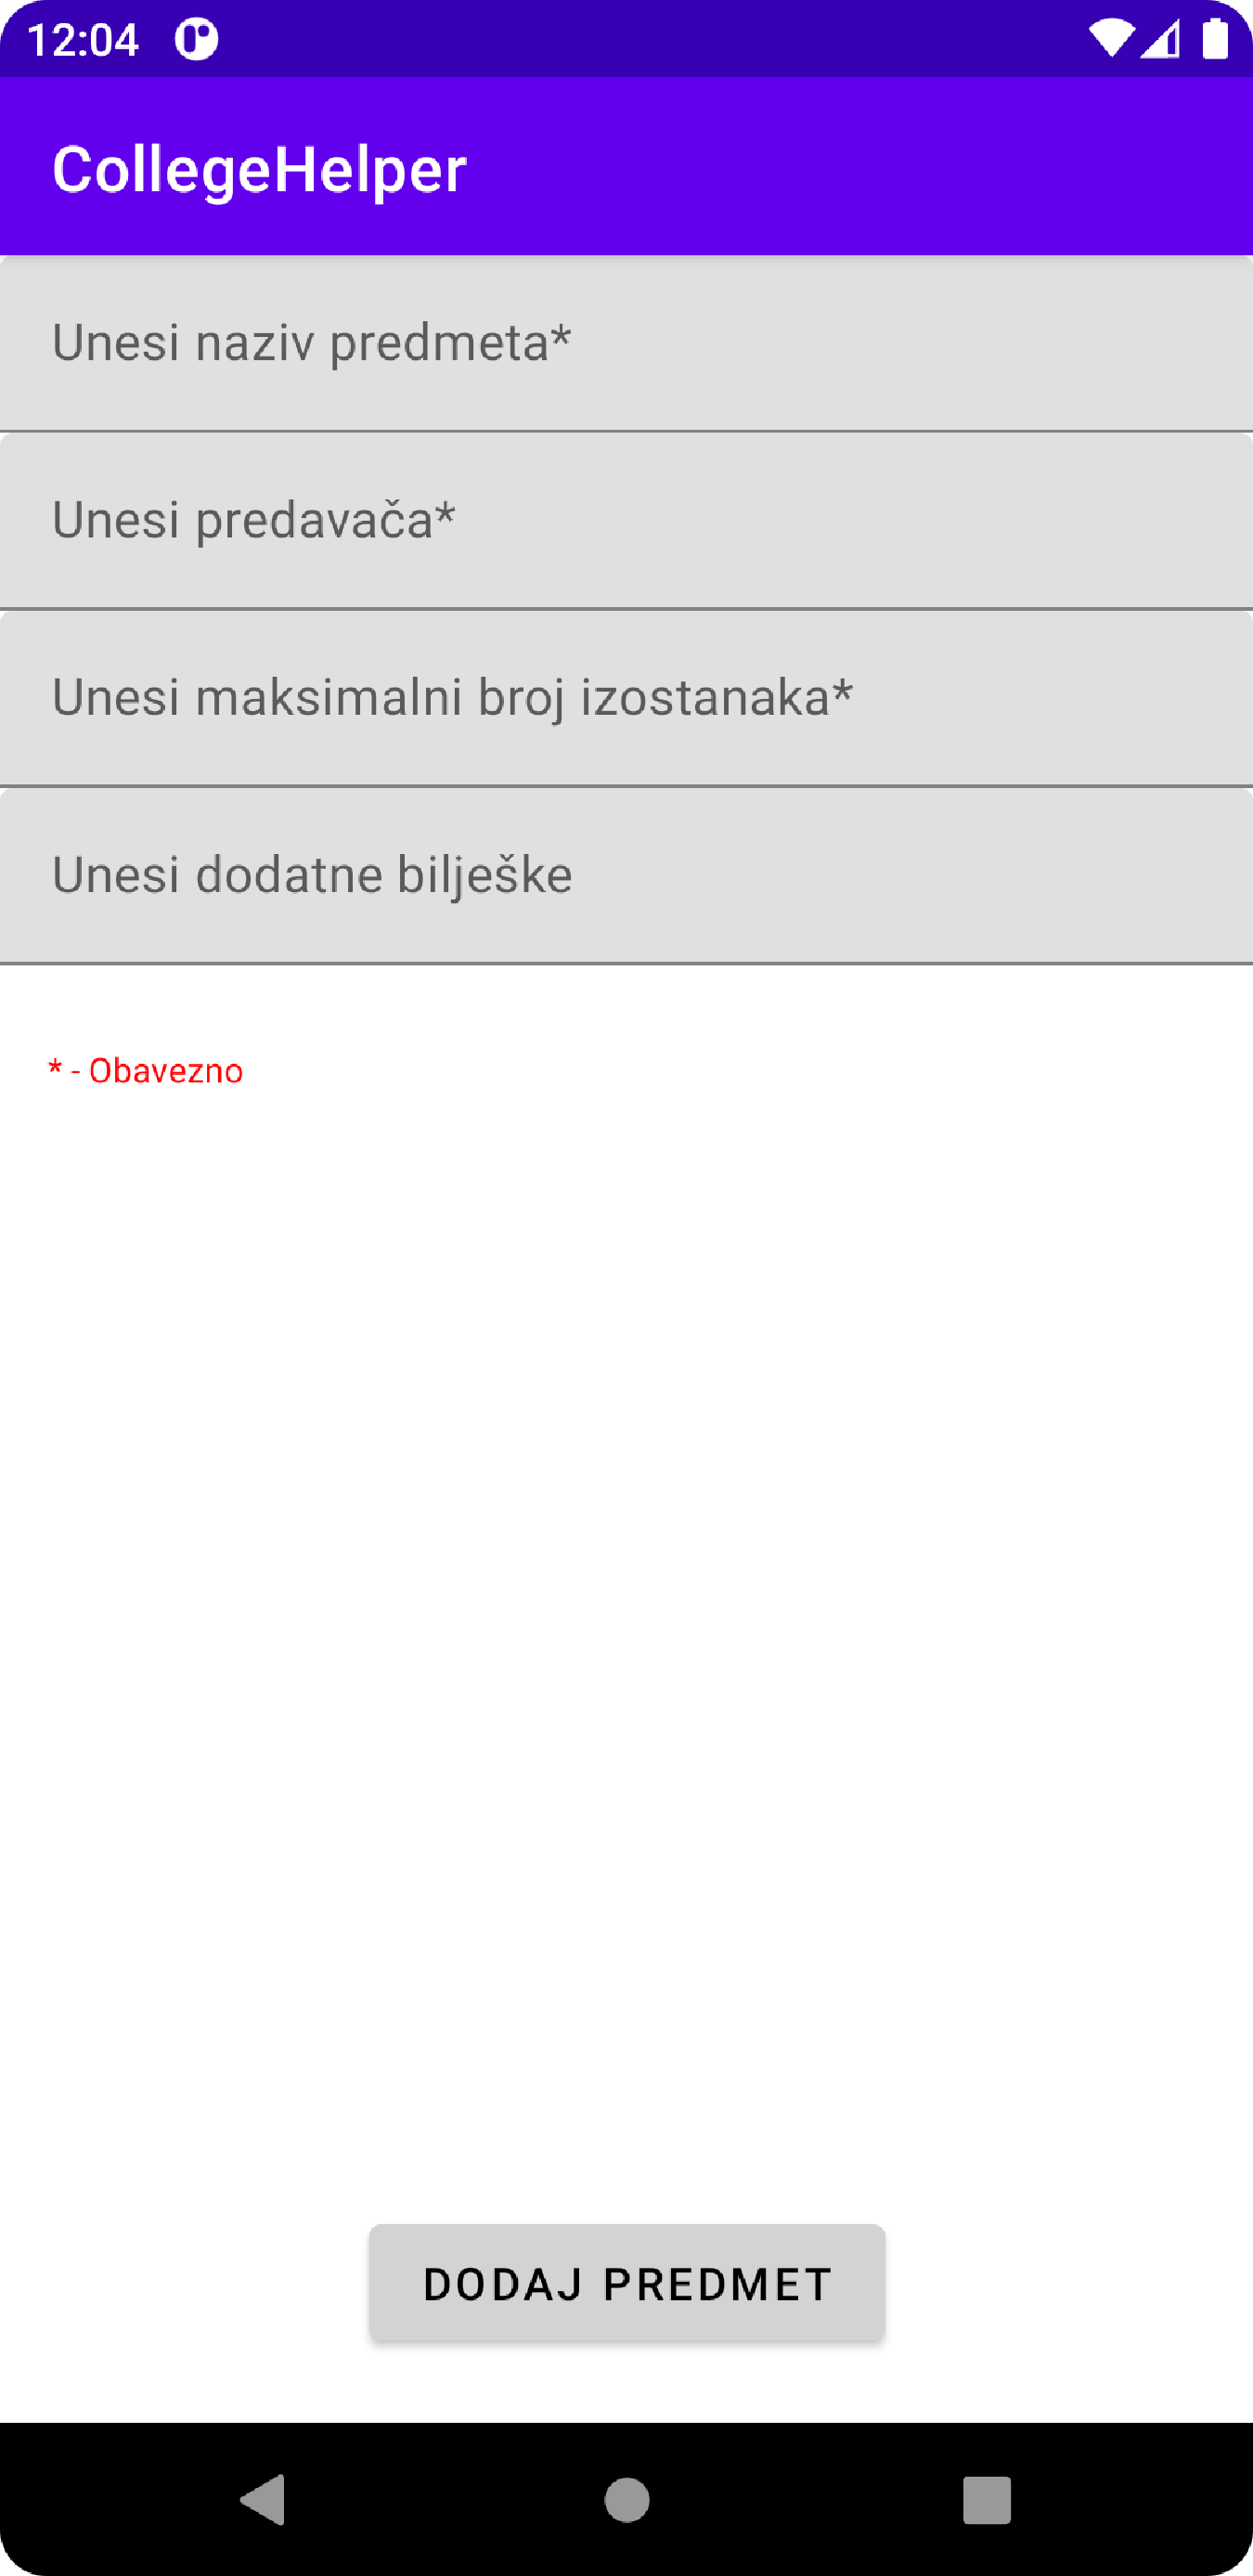 12:04
CollegeHelper
Unesi naziv predmeta*
Unesi predavača*
Unesi maksimalni broj izostanaka*
Unesi dodatne bilješke
* - Obavezno
DODAJ PREDMET